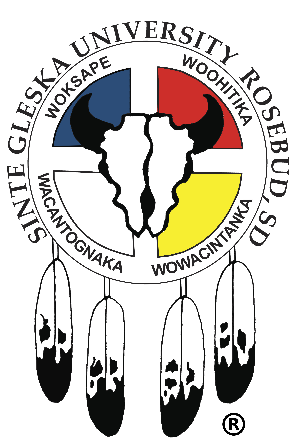 SINTE GLESKA UNIVERSITY ROSEBUD, SD
WOKSAPE
WOOHITIKA
WACANTOGNAKA
WOWACINTANKA
®